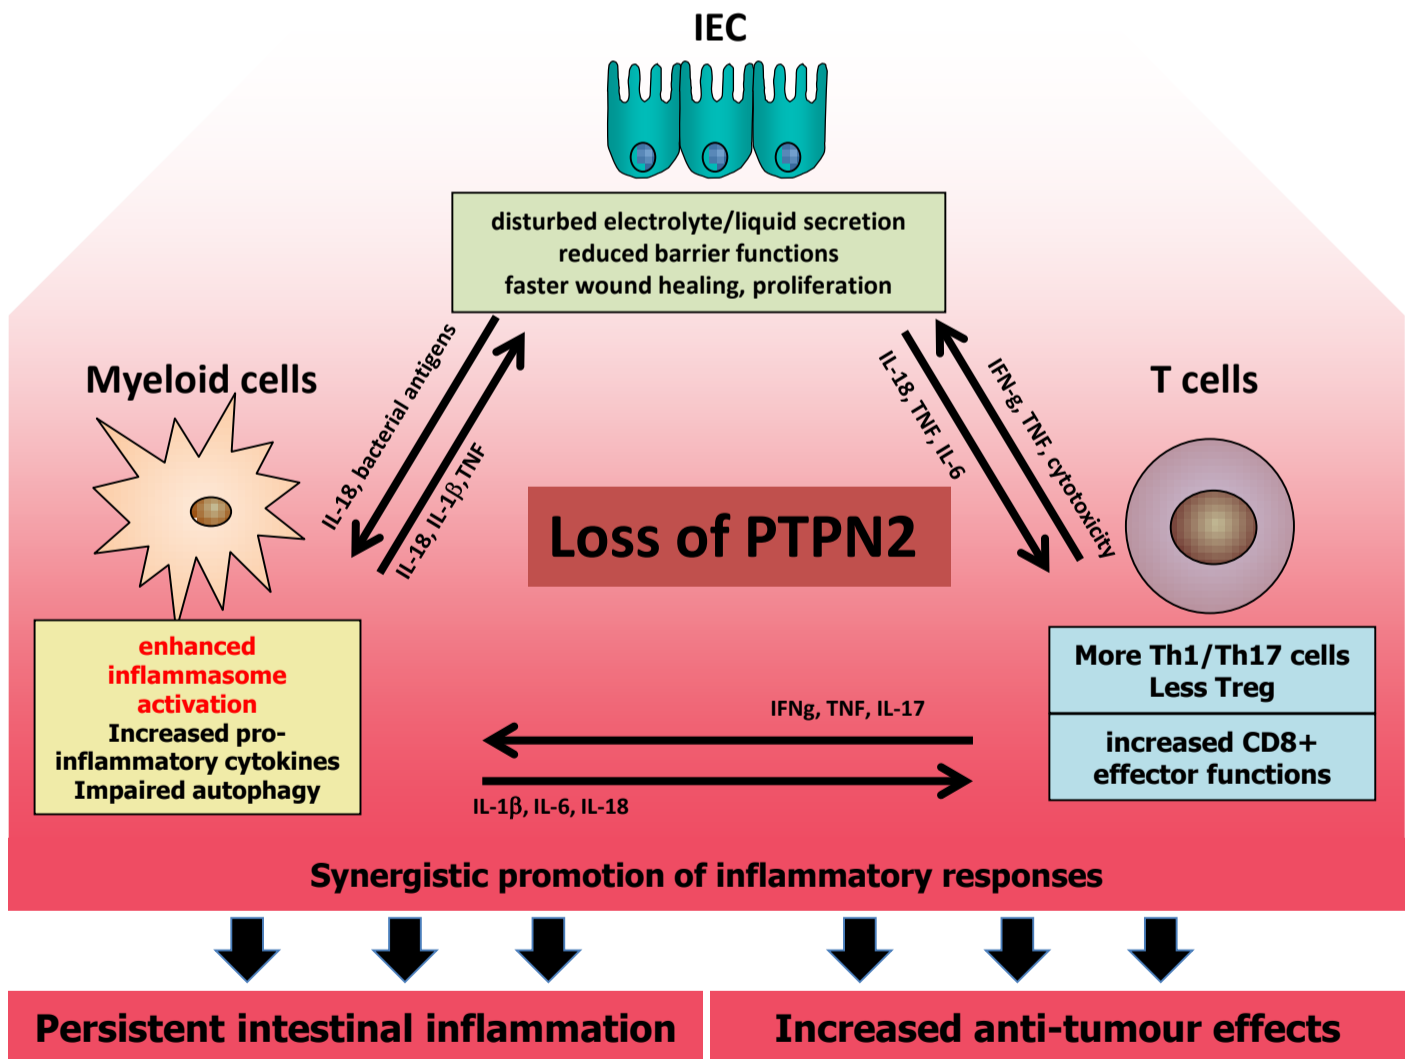 IEC
disturbed electrolyte/liquid secretion
reduced barrier functions
faster wound healing, proliferation
Myeloid cells
T cells
IL-18, bacterial antigens
IL-18, IL-1β,TNF
IL-18, TNF, IL-6
IFN-g, TNF, cytotoxicity
Loss of PTPN2
enhanced
inflammasome
activation
Increased pro-
inflammatory cytokines
Impaired autophagy
More Th1/Th17 cells
Less Treg
increased CD8+
effector functions
IFNg, TNF, IL-17
IL-1β, IL-6, IL-18
Synergistic promotion of inflammatory responses
Persistent intestinal inflammation
Increased anti-tumour effects